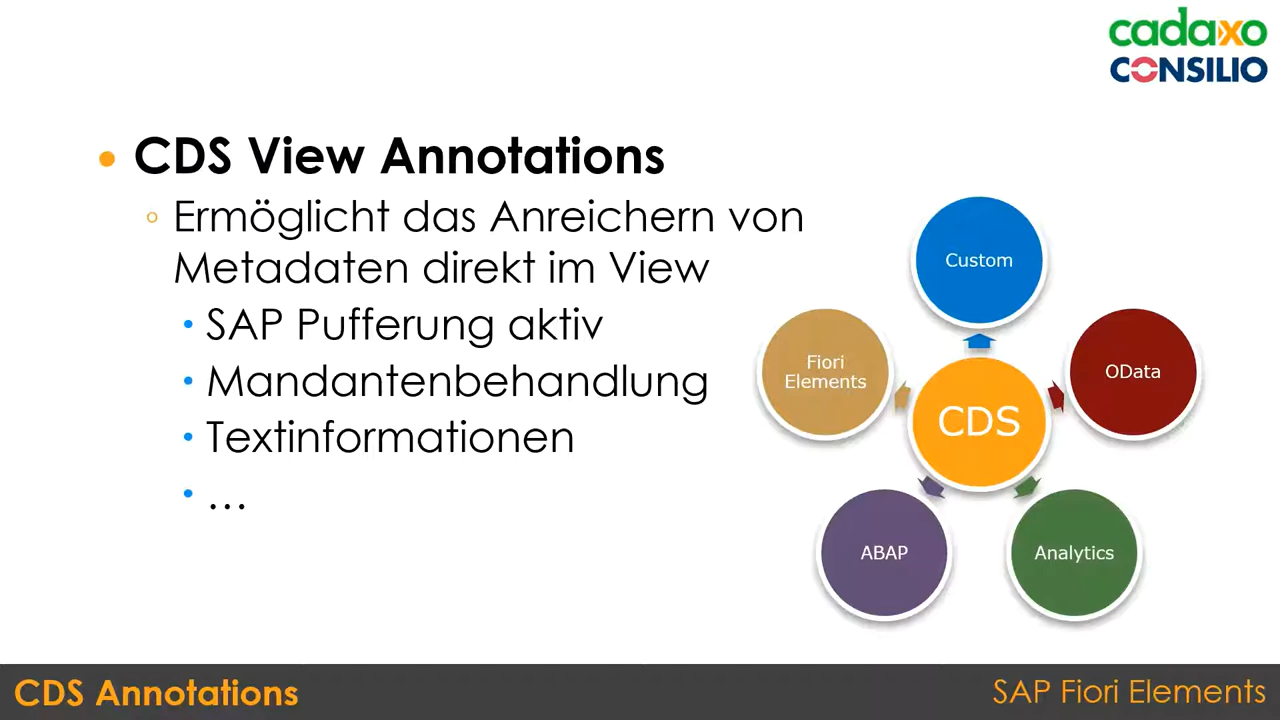 cadaxo
CONSILIO
• CDS View Annotations
◦ Ermöglicht das Anreichern von
Metadaten direkt im View
• SAP Pufferung aktiv
• Mandantenbehandlung
• Textinformationen
• …
Custom
Fiori
Elements
OData
CDS
ABAP
Analytics
CDS Annotations
SAP Fiori Elements